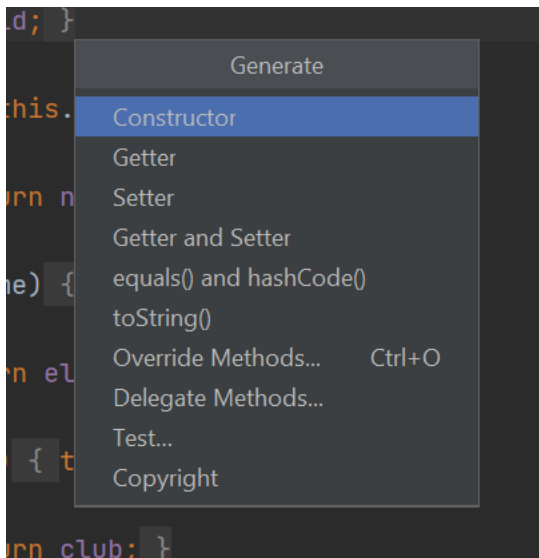 d; }
Generate
this.
Constructor
Getter
urn n
Setter
Getter and Setter
me) {
equals() and hashCode()
toString()
rn el
Override Methods... Ctrl+O
Delegate Methods...
Test...
{ t
Copyright
urn club; }